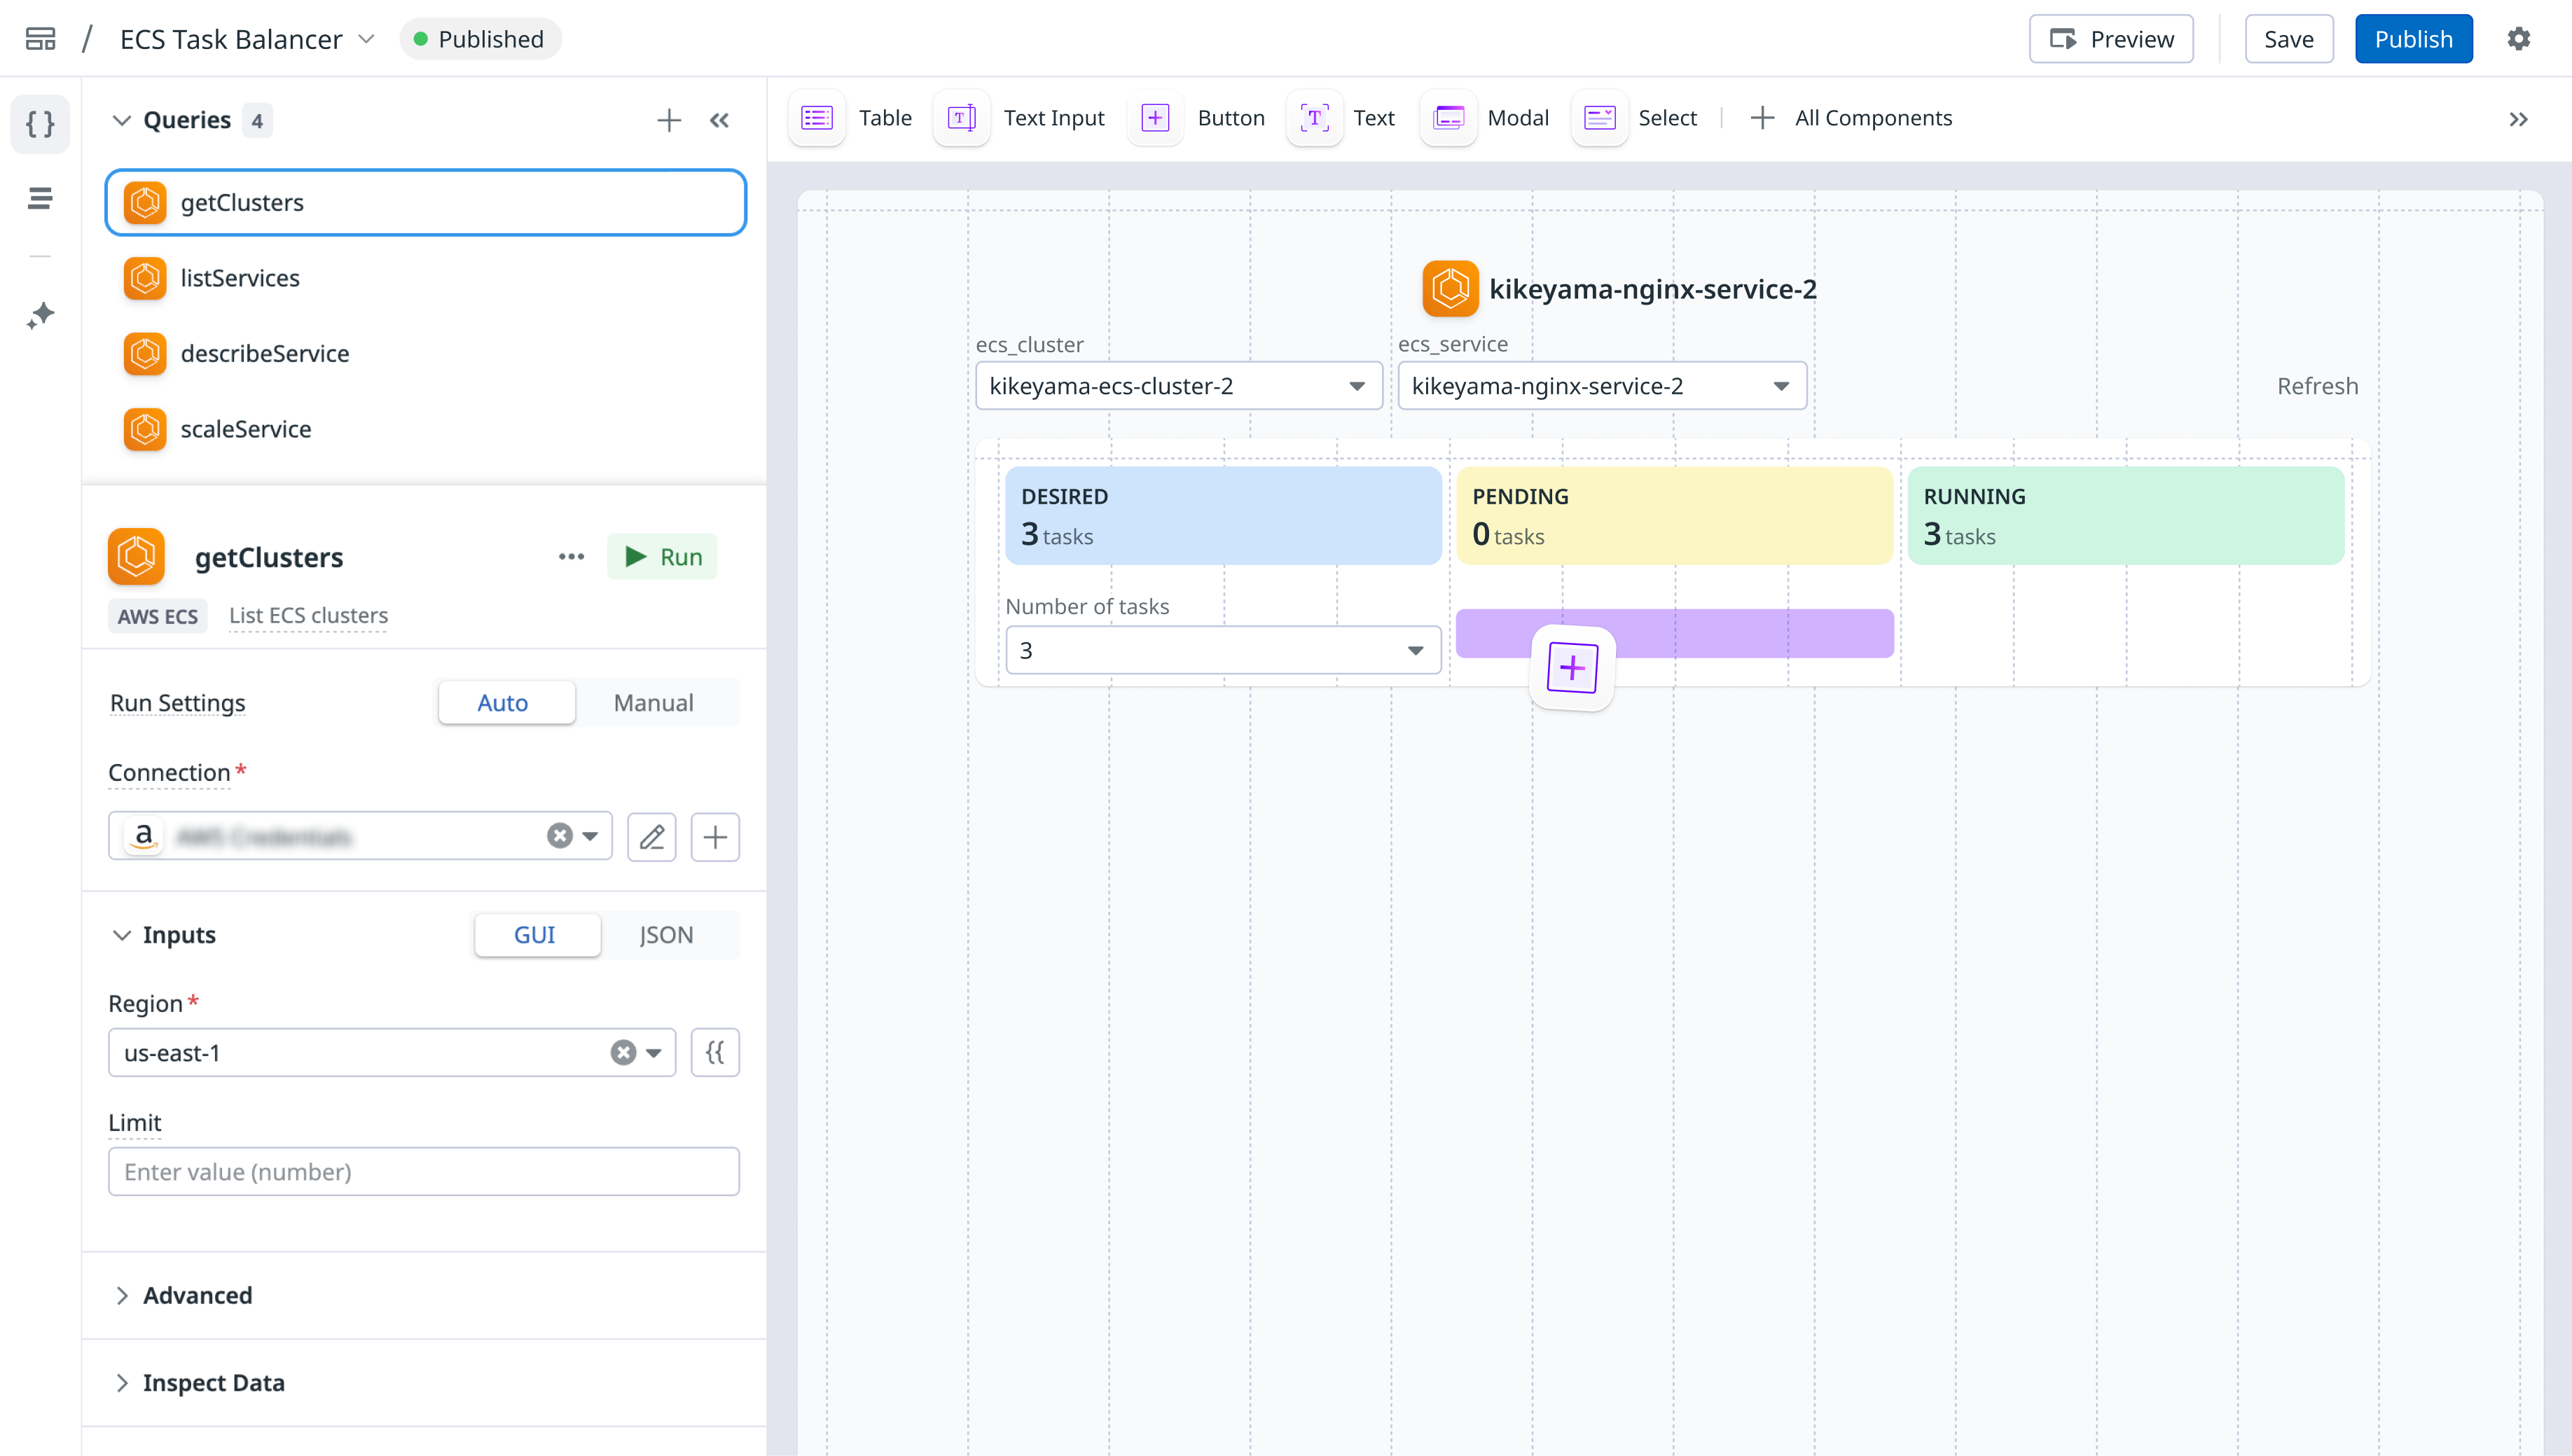 / ECS Task Balancer Published Preview Save Publish
Queries 4
getClusters
listServices
describeService
scaleService
getClusters Run
AWS ECS List ECS clusters
Run Settings Auto Manual
Connection *
Inputs GUI JSON
Region *
us-east-1 {{
Limit
Enter value (number)
Advanced
Inspect Data
Table Text Input Button Text Modal Select All Components
kikeyama-nginx-service-2
ecs_cluster ecs_service
kikeyama-ecs-cluster-2 kikeyama-nginx-service-2 Refresh
DESIRED PENDING RUNNING
3 tasks 0 tasks 3 tasks
Number of tasks
3